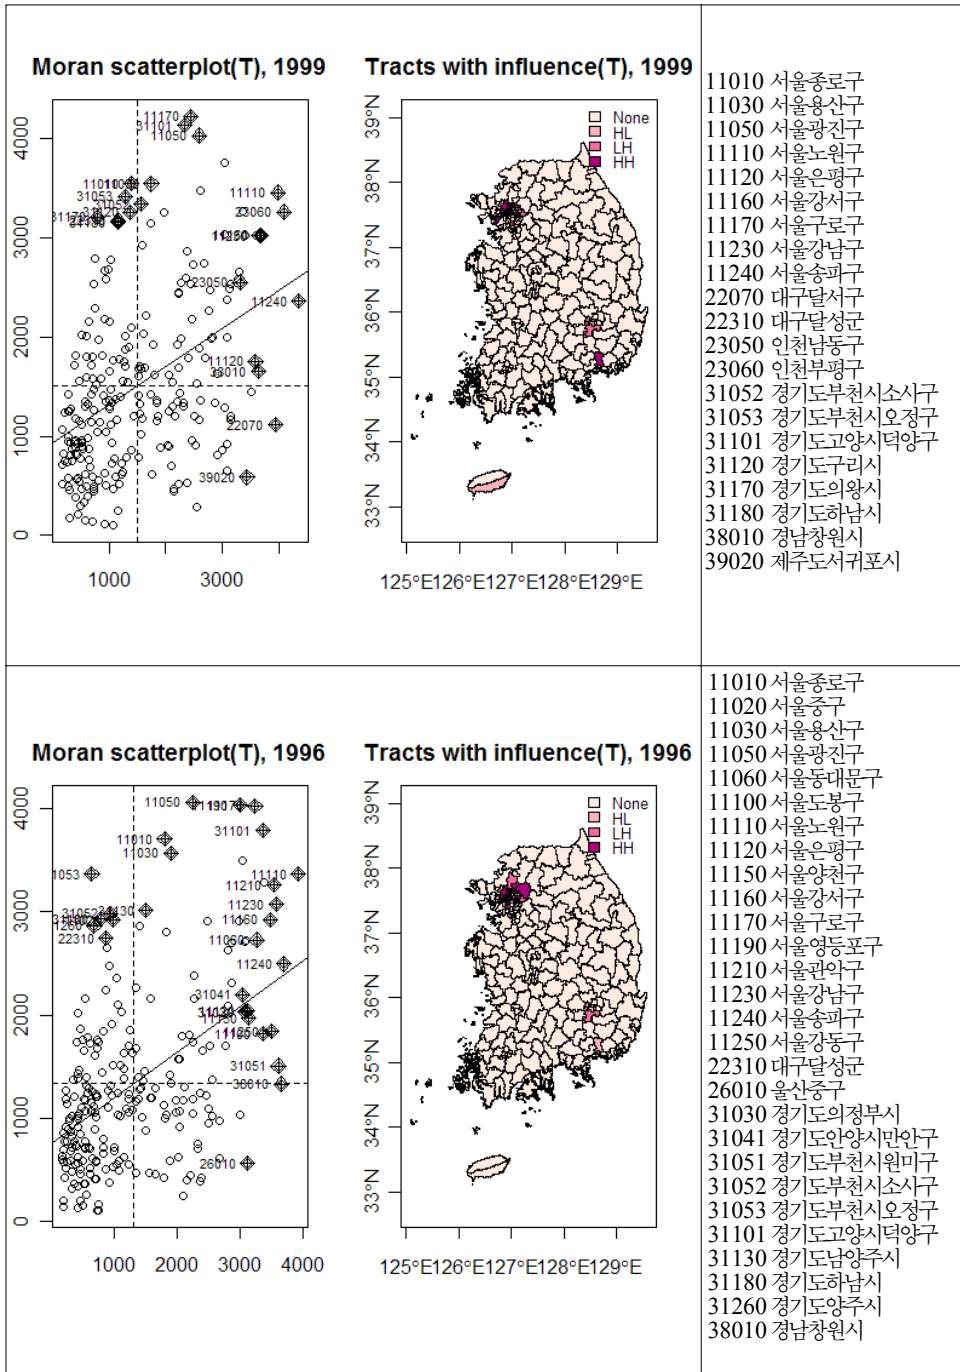 Moran scatterplot(T), 1999
Tracts with influence(T), 1999
4000
3000
2000
1000
0
1000
3000
11170
31101
11050
31053
11110
23060
23050
11240
11120
38010
22070
39020
39°N
38°N
37°N
36°N
35°N
34°N
33°N
None
HL
LH
HH
125°E126°E127°E128°E129°E
11010 서울종로구
11030 서울용산구
11050 서울광진구
11110 서울노원구
11120 서울은평구
11160 서울강서구
11170 서울구로구
11230 서울강남구
11240 서울송파구
22070 대구달서구
22310 대구달성군
23050 인천남동구
23060 인천부평구
31052 경기도부천시소사구
31053 경기도부천시오정구
31101 경기도고양시덕양구
31120 경기도구리시
31170 경기도의왕시
31180 경기도하남시
38010 경남창원시
39020 제주도서귀포시
Moran scatterplot(T), 1996
Tracts with influence(T), 1996
4000
3000
2000
1000
0
1000
2000
3000
4000
11050
31101
11010
11030
1053
11110
11210
11230
11160
22310
11060
11240
31041
31051
38010
26010
39°N
38°N
37°N
36°N
35°N
34°N
33°N
None
HL
LH
HH
125°E126°E127°E128°E129°E
11010 서울종로구
11020 서울중구
11030 서울용산구
11050 서울광진구
11060 서울동대문구
11100 서울도봉구
11110 서울노원구
11120 서울은평구
11150 서울양천구
11160 서울강서구
11170 서울구로구
11190 서울영등포구
11210 서울관악구
11230 서울강남구
11240 서울송파구
11250 서울강동구
22310 대구달성군
26010 울산중구
31030 경기도의정부시
31041 경기도안양시만안구
31051 경기도부천시원미구
31052 경기도부천시소사구
31053 경기도부천시오정구
31101 경기도고양시덕양구
31130 경기도남양주시
31180 경기도하남시
31260 경기도양주시
38010 경남창원시